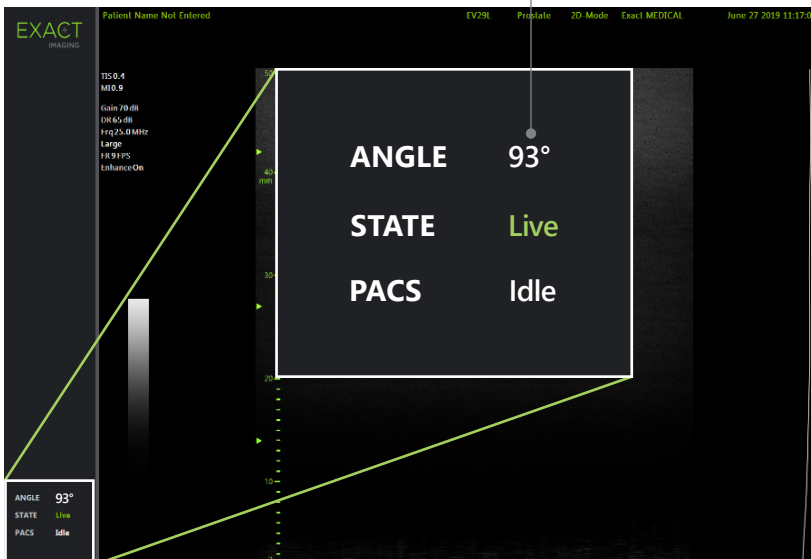 EXACT
IMAGING
Patient Name Not Entered
EV29L Prostate 2D-Mode Exact MEDICAL June 27 2019 11:17:0
TIS 0.4
MI 0.9
Gain 70 dB
DR 65 dB
Frq 25.0 MHz
Large
FR 9 FPS
Enhance On
50
40
mm
30
20
10
0
ANGLE 93°
STATE Live
PACS Idle
ANGLE 93°
STATE Live
PACS Idle